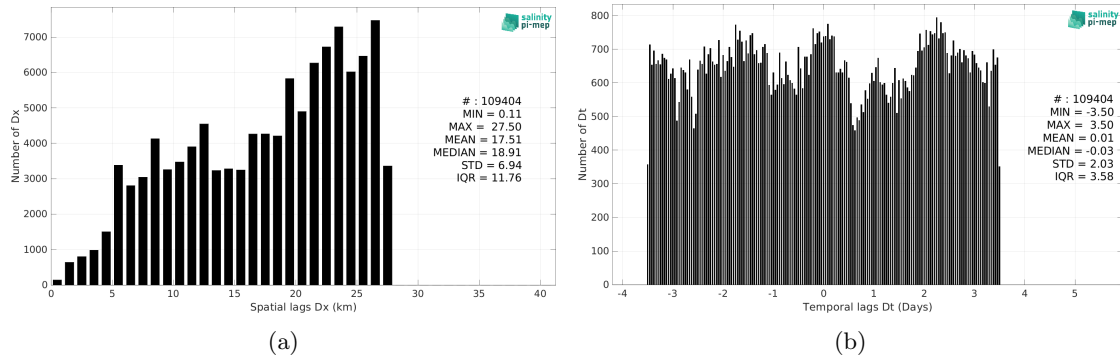 salinity
pi-mep
7000
6000
5000
4000
3000
2000
1000
0
Number of Dx
# : 109404
MIN = 0.11
MAX = 27.50
MEAN = 17.51
MEDIAN = 18.91
STD = 6.94
IQR = 11.76
0 5 10 15 20 25 30 35 40
Spatial lags Dx (km)
(a)
salinity
pi-mep
800
700
600
500
400
300
200
100
0
Number of Dt
# : 109404
MIN = -3.50
MAX = 3.50
MEAN = 0.01
MEDIAN = -0.03
STD = 2.03
IQR = 3.58
-4 -3 -2 -1 0 1 2 3 4 5
Temporal lags Dt (Days)
(b)